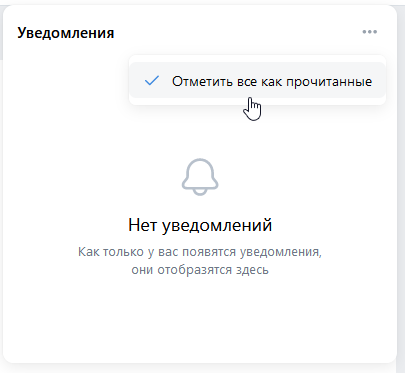 Уведомления
Отметить все как прочитанные
Нет уведомлений
Как только у вас появятся уведомления,
они отобразятся здесь